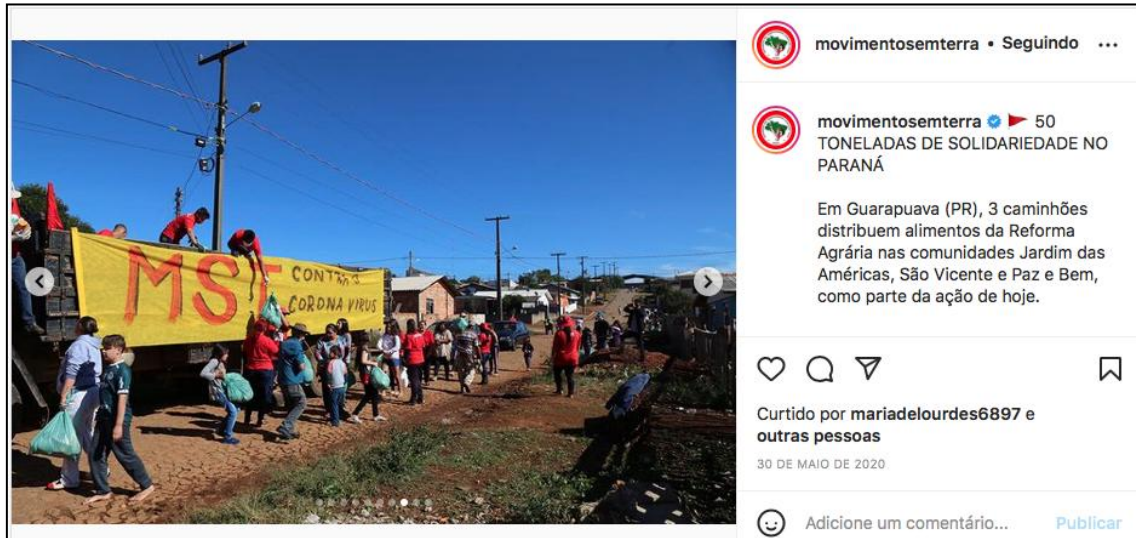 MST CONTRA O
CORONA VIRUS
movimentosemterra • Seguindo •••
movimentosemterra 50
TONELADAS DE SOLIDARIEDADE NO
PARANÁ
Em Guarapuava (PR), 3 caminhões
distribuem alimentos da Reforma
Agrária nas comunidades Jardim das
Américas, São Vicente e Paz e Bem,
como parte da ação de hoje.
Curtido por mariadelourdes6897 e
outras pessoas
30 DE MAIO DE 2020
Adicione um comentário... Publicar